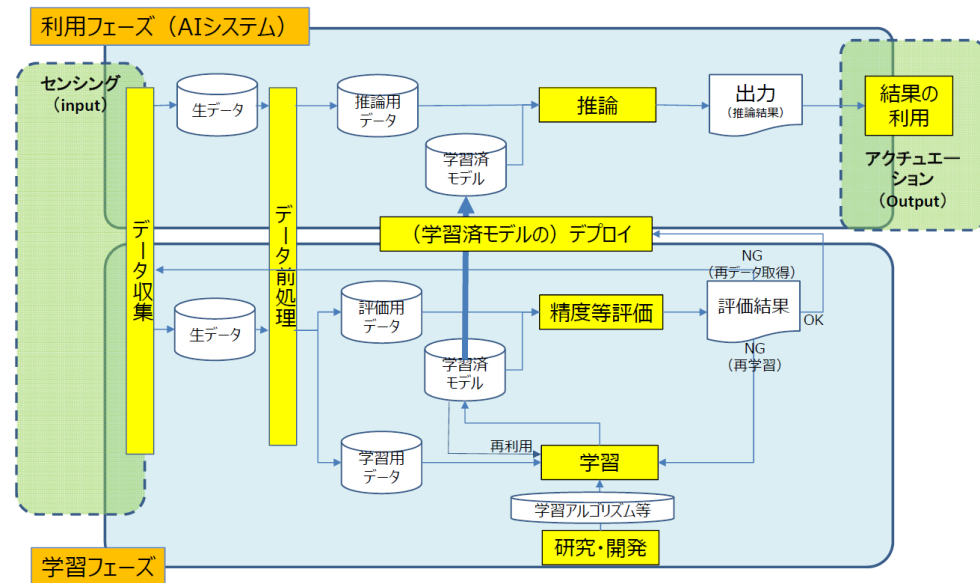 利用フェーズ（AIシステム）
センシング
（input）
生データ
推論用
データ
推論
出力
（推論結果）
結果の
利用
アクチュエー
ション
（Output）
学習済
モデル
データ収集
データ前処理
（学習済モデルの）デプロイ
NG
（再データ取得）
生データ
評価用
データ
精度等評価
評価結果
OK
NG
（再学習）
学習済
モデル
再利用
学習用
データ
学習
学習アルゴリズム等
研究・開発
学習フェーズ